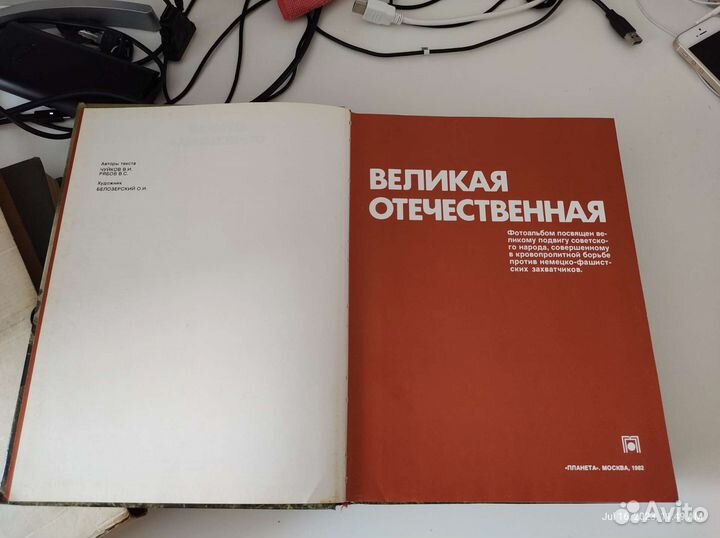 Авторы текста
ЧУЙКОВ В.И.
РЯБОВ В.С.
Художник
БЕЛОЗЕРСКИЙ О.И.
ВЕЛИКАЯ
ОТЕЧЕСТВЕННАЯ
Фотоальбом посвящен ве-
ликому подвигу советско-
го народа, совершенному
в кровопролитной борьбе
против немецко-фашист-
ских захватчиков.
«ПЛАНЕТА». МОСКВА, 1982
Avito